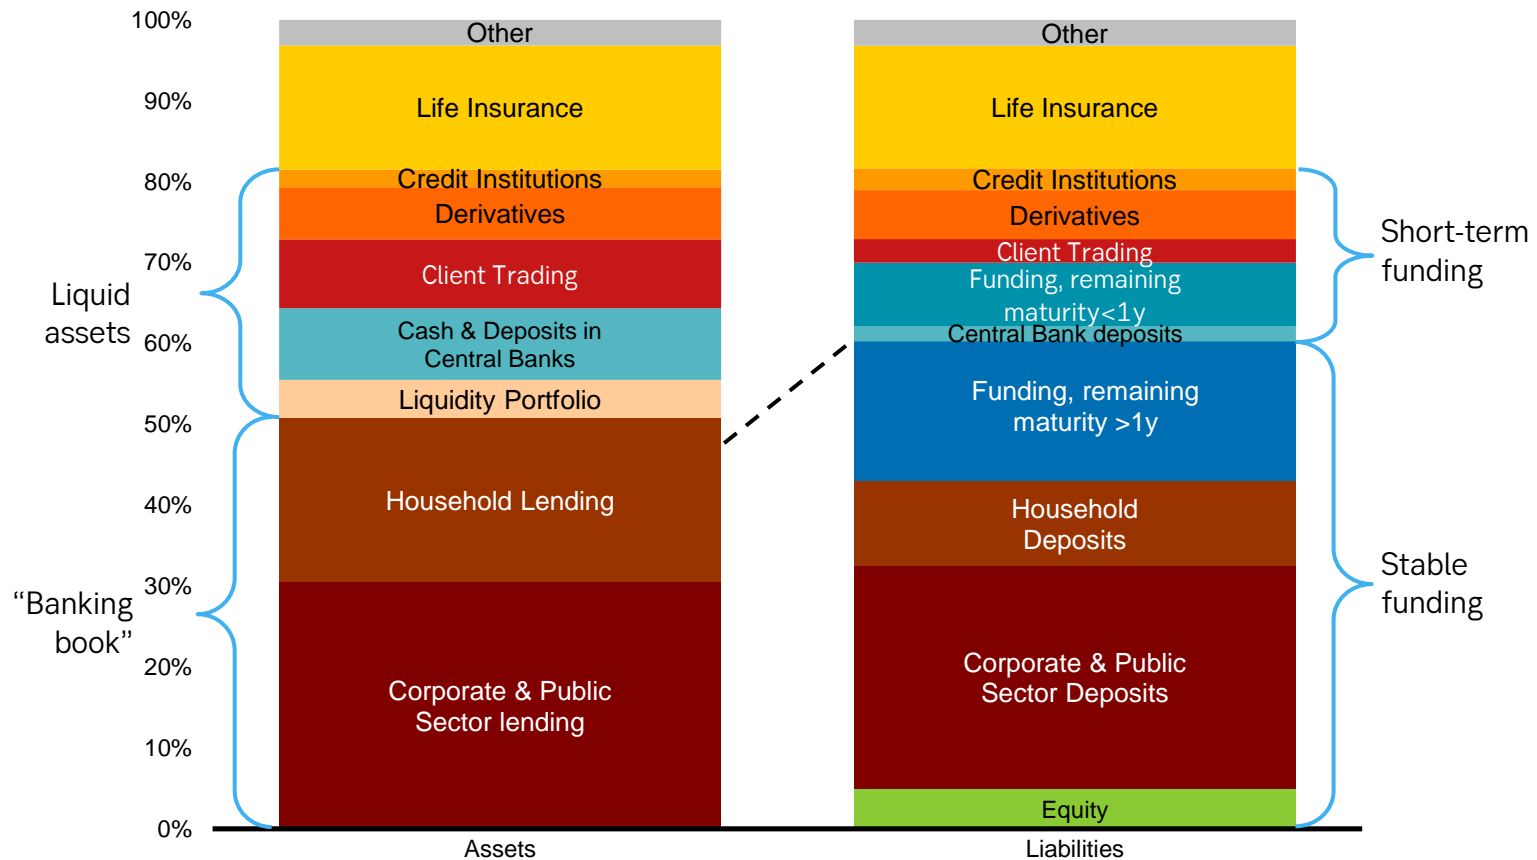 100%
90%
80%
70%
60%
50%
40%
30%
20%
10%
0%
Liquid
assets
“Banking
book”
Other
Life Insurance
Credit Institutions
Derivatives
Client Trading
Cash & Deposits in
Central Banks
Liquidity Portfolio
Household Lending
Corporate & Public
Sector lending
Assets
Other
Life Insurance
Credit Institutions
Derivatives
Client Trading
Funding, remaining
maturity<1y
Central Bank deposits
Funding, remaining
maturity >1y
Household
Deposits
Corporate & Public
Sector Deposits
Equity
Liabilities
Short-term
funding
Stable
funding